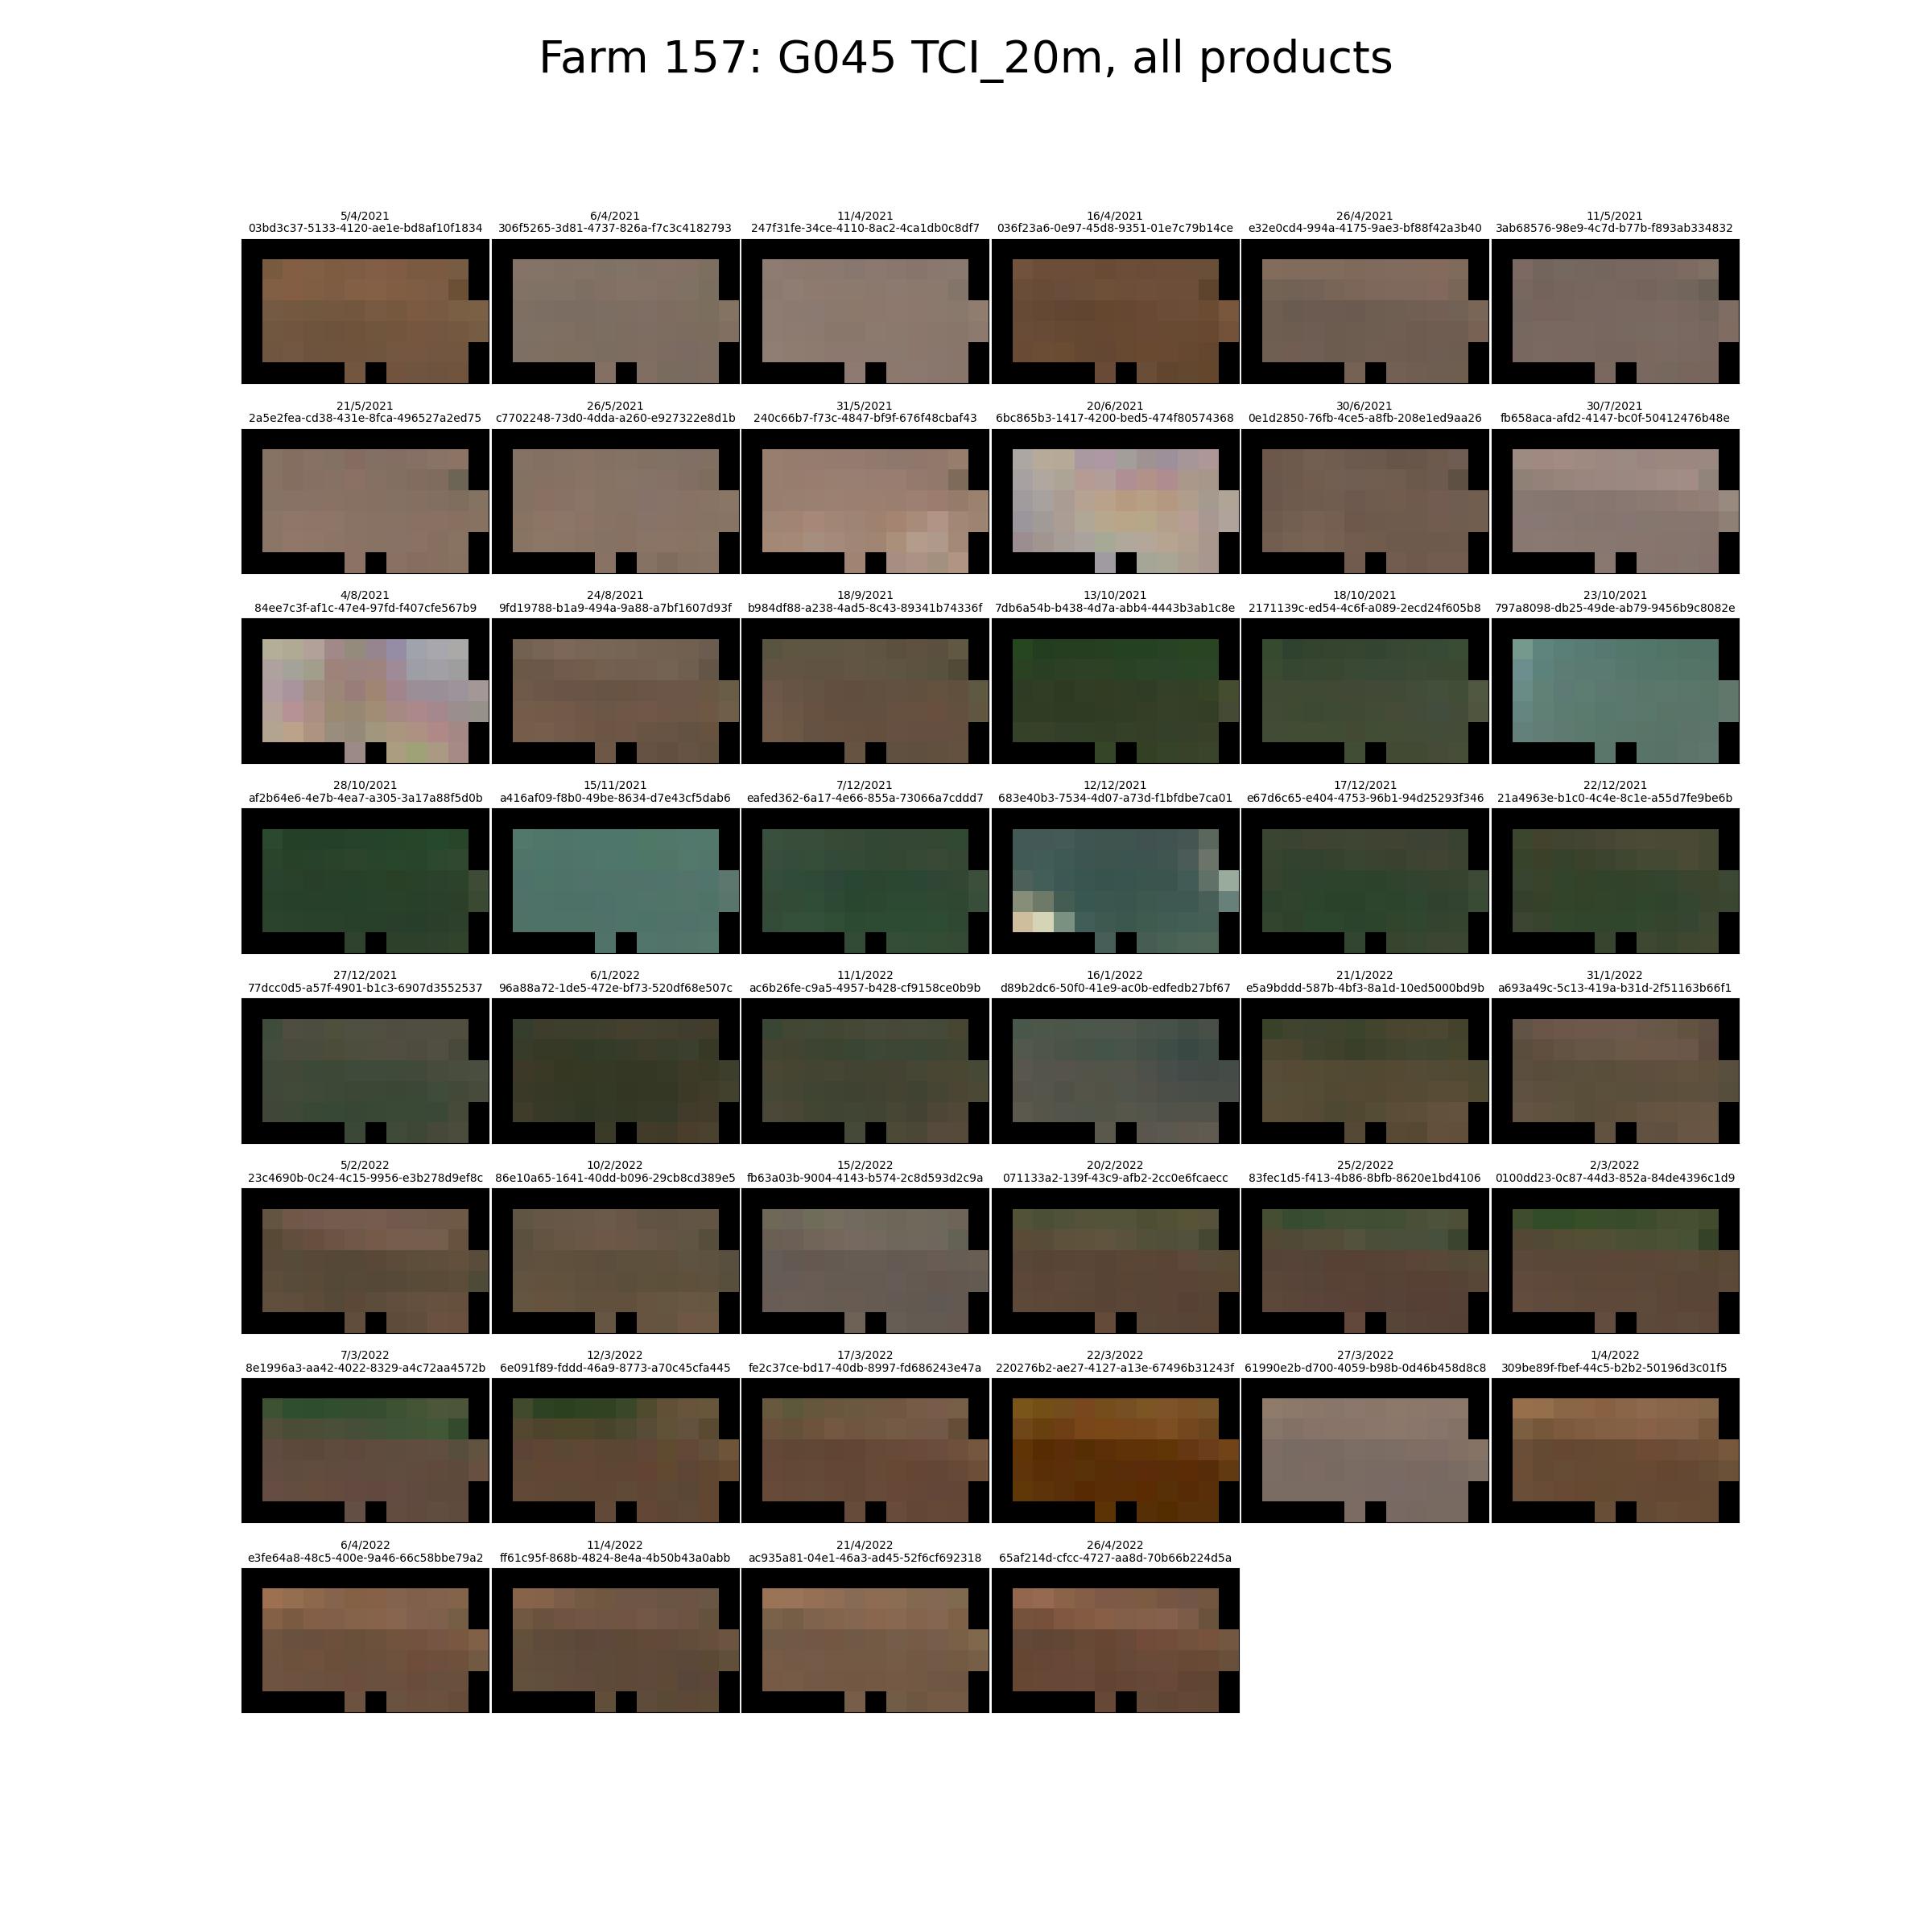 Farm 157: G045 TCI_20m, all products
5/4/2021 6/4/2021 11/4/2021 16/4/2021 26/4/2021 11/5/2021
03bd3c37-5133-4120-ae1e-bd8af10f1834 306f5265-3d81-4737-826a-f7c3c4182793 247f31fe-34ce-4110-8ac2-4ca1db0c8df7 036f23a6-0e97-45d8-9351-01e7c79b14ce e32e0cd4-994a-4175-9ae3-bf88f42a3b40 3ab68576-98e9-4c7d-b77b-f893ab334832
21/5/2021 26/5/2021 31/5/2021 20/6/2021 30/6/2021 30/7/2021
2a5e2fea-cd38-431e-8fca-496527a2ed75 c7702248-73d0-4dda-a260-e927322e8d1b 240c66b7-f73c-4847-bf9f-676f48cbaf43 6bc865b3-1417-4200-bed5-474f80574368 0e1d2850-76fb-4ce5-a8fb-208e1ed9aa26 fb658aca-afd2-4147-bc0f-50412476b48e
4/8/2021 24/8/2021 18/9/2021 13/10/2021 18/10/2021 23/10/2021
84ee7c3f-af1c-47e4-97fd-f407cfe567b9 9fd19788-b1a9-494a-9a88-a7bf1607d93f b984df88-a238-4ad5-8c43-89341b74336f 7db6a54b-b438-4d7a-abb4-4443b3ab1c8e 2171139c-ed54-4c6f-a089-2ecd24f605b8 797a8098-db25-49de-ab79-9456b9c8082e
28/10/2021 15/11/2021 7/12/2021 12/12/2021 17/12/2021 22/12/2021
af2b64e6-4e7b-4ea7-a305-3a17a88f5d0b a416af09-f8b0-49be-8634-d7e43cf5dab6 eafed362-6a17-4e66-855a-73066a7cddd7 683e40b3-7534-4d07-a73d-f1bfdbe7ca01 e67d6c65-e404-4753-96b1-94d25293f346 21a4963e-b1c0-4c4e-8c1e-a55d7fe9be6b
27/12/2021 6/1/2022 11/1/2022 16/1/2022 21/1/2022 31/1/2022
77dcc0d5-a57f-4901-b1c3-6907d3552537 96a88a72-1de5-472e-bf73-520df68e507c ac6b26fe-c9a5-4957-b428-cf9158ce0b9b d89b2dc6-50f0-41e9-ac0b-edfedb27bf67 e5a9bddd-587b-4bf3-8a1d-10ed5000bd9b a693a49c-5c13-419a-b31d-2f51163b66f1
5/2/2022 10/2/2022 15/2/2022 20/2/2022 25/2/2022 2/3/2022
23c4690b-0c24-4c15-9956-e3b278d9ef8c 86e10a65-1641-40dd-b096-29cb8cd389e5 fb63a03b-9004-4143-b574-2c8d593d2c9a 071133a2-139f-43c9-afb2-2cc0e6fcaecc 83fec1d5-f413-4b86-8bfb-8620e1bd4106 0100dd23-0c87-44d3-852a-84de4396c1d9
7/3/2022 12/3/2022 17/3/2022 22/3/2022 27/3/2022 1/4/2022
8e1996a3-aa42-4022-8329-a4c72aa4572b 6e091f89-fddd-46a9-8773-a70c45cfa445 fe2c37ce-bd17-40db-8997-fd686243e47a 220276b2-ae27-4127-a13e-67496b31243f 61990e2b-d700-4059-b98b-0d46b458d8c8 309be89f-fbef-44c5-b2b2-50196d3c01f5
6/4/2022 11/4/2022 21/4/2022 26/4/2022
e3fe64a8-48c5-400e-9a46-66c58bbe79a2 ff61c95f-868b-4824-8e4a-4b50b43a0abb ac935a81-04e1-46a3-ad45-52f6cf692318 65af214d-cfcc-4727-aa8d-70b66b224d5a